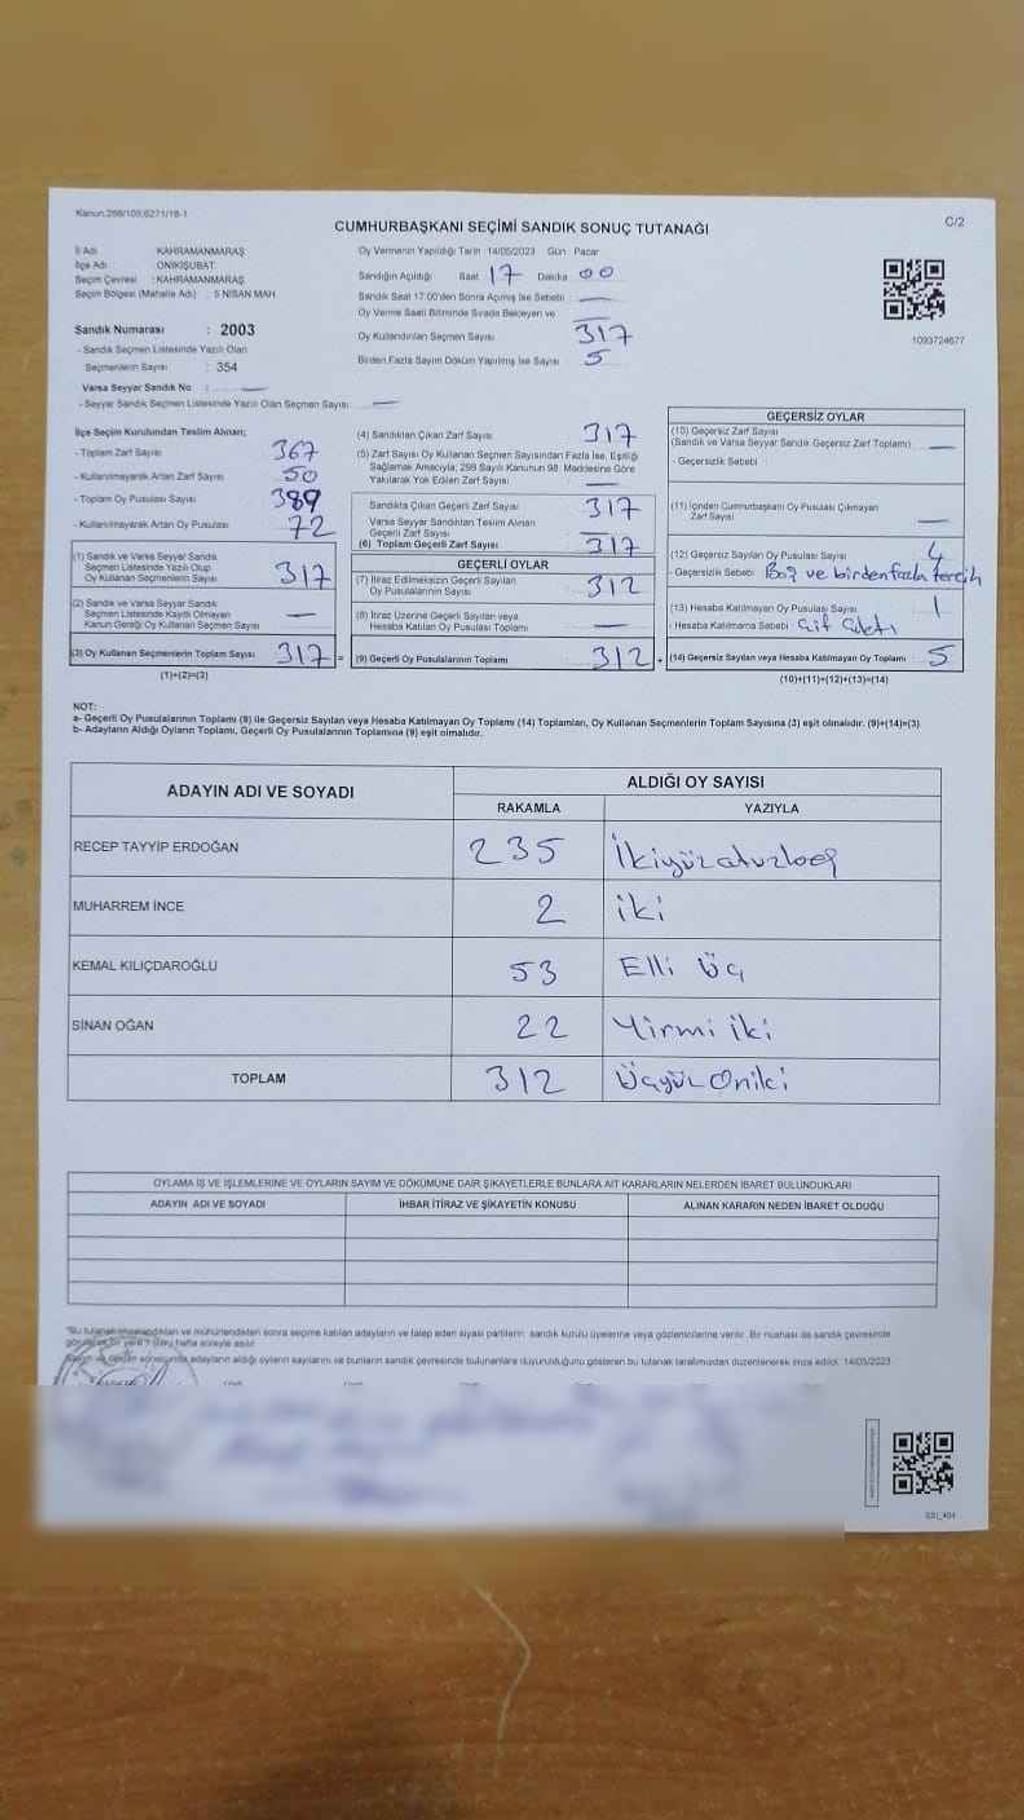 Kanun:298/109;6271/18-1
CUMHURBAŞKANI SEÇİMİ SANDIK SONUÇ TUTANAĞI
C/2
İl Adı : KAHRAMANMARAŞ
İlçe Adı : ONİKİŞUBAT
Seçim Çevresi : KAHRAMANMARAŞ
Seçim Bölgesi (Mahalle Adı) : 5 NİSAN MAH
Sandık Numarası : 2003
- Sandık Seçmen Listesinde Yazılı Olan
Seçmenlerin Sayısı : 354
Varsa Seyyar Sandık No :
- Seyyar Sandık Seçmen Listesinde Yazılı Olan Seçmen Sayısı:
Oy Vermenin Yapıldığı Tarih : 14/05/2023 Gün : Pazar
Sandığın Açıldığı Saat 17 Dakika 00
Sandık Saat 17:00'den Sonra Açılmış İse Sebebi
Oy Verme Saati Bitiminde Sırada Bekleyen ve
Oy Kullandırılan Seçmen Sayısı 317
Birden Fazla Sayım Döküm Yapılmış İse Sayısı 5
1093724677
İlçe Seçim Kurulundan Teslim Alınan;
- Toplam Zarf Sayısı 367
- Kullanılmayarak Artan Zarf Sayısı 50
- Toplam Oy Pusulası Sayısı 389
- Kullanılmayarak Artan Oy Pusulası 72
(1) Sandık ve Varsa Seyyar Sandık
Seçmen Listesinde Yazılı Olup
Oy Kullanan Seçmenlerin Sayısı 317
(2) Sandık ve Varsa Seyyar Sandık
Seçmen Listesinde Kayıtlı Olmayan
Kanun Gereği Oy Kullanan Seçmen Sayısı
(3) Oy Kullanan Seçmenlerin Toplam Sayısı 317 =
(1)+(2)=(3)
(4) Sandıktan Çıkan Zarf Sayısı 317
(5) Zarf Sayısı Oy Kullanan Seçmen Sayısından Fazla İse, Eşitliği
Sağlamak Amacıyla; 298 Sayılı Kanunun 98. Maddesine Göre
Yakılarak Yok Edilen Zarf Sayısı
Sandıkta Çıkan Geçerli Zarf Sayısı 317
Varsa Seyyar Sandıktan Teslim Alınan
Geçerli Zarf Sayısı
(6) Toplam Geçerli Zarf Sayısı 317
GEÇERLİ OYLAR
(7) İtiraz Edilmeksizin Geçerli Sayılan
Oy Pusulalarının Sayısı 312
(8) İtiraz Üzerine Geçerli Sayılan veya
Hesaba Katılan Oy Pusulası Toplamı
(9) Geçerli Oy Pusulalarının Toplamı 312 +
GEÇERSİZ OYLAR
(10) Geçersiz Zarf Sayısı
(Sandık ve Varsa Seyyar Sandık Geçersiz Zarf Toplamı)
- Geçersizlik Sebebi
(11) İçinden Cumhurbaşkanı Oy Pusulası Çıkmayan
Zarf Sayısı
(12) Geçersiz Sayılan Oy Pusulası Sayısı 4
- Geçersizlik Sebebi Boş ve birden fazla tercih
(13) Hesaba Katılmayan Oy Pusulası Sayısı 1
- Hesaba Katılmama Sebebi Çift Çıktı
(14) Geçersiz Sayılan veya Hesaba Katılmayan Oy Toplamı 5
(10)+(11)+(12)+(13)=(14)
NOT:
a- Geçerli Oy Pusulalarının Toplamı (9) ile Geçersiz Sayılan veya Hesaba Katılmayan Oy Toplamı (14) Toplamları, Oy Kullanan Seçmenlerin Toplam Sayısına (3) eşit olmalıdır. (9)+(14)=(3)
b- Adayların Aldığı Oyların Toplamı, Geçerli Oy Pusulalarının Toplamına (9) eşit olmalıdır.
ADAYIN ADI VE SOYADI
ALDIĞI OY SAYISI
RAKAMLA YAZIYLA
RECEP TAYYİP ERDOĞAN 235 İkiyüzotuzbeş
MUHARREM İNCE 2 iki
KEMAL KILIÇDAROĞLU 53 Elli Üç
SİNAN OĞAN 22 Yirmi iki
TOPLAM 312 Üçyüz Oniki
OYLAMA İŞ VE İŞLEMLERİNE VE OYLARIN SAYIM VE DÖKÜMÜNE DAİR ŞİKAYETLERLE BUNLARA AİT KARARLARIN NELERDEN İBARET BULUNDUKLARI
ADAYIN ADI VE SOYADI İHBAR İTİRAZ VE ŞİKAYETİN KONUSU ALINAN KARARIN NEDEN İBARET OLDUĞU
ve mühürlendikten sonra seçime katılan adayların ve talep eden siyasi partilerin sandık kurulu üyelerine veya gözlemcilerine verilir. Bir nüshası da sandık çevresinde
bir hafta süreyle asılır.
adayların aldığı oyların sayılarını ve bunların sandık çevresinde bulunanlara duyurulduğunu gösteren bu tutanak tarafımızdan düzenlenerek imza edildi. 14/05/2023